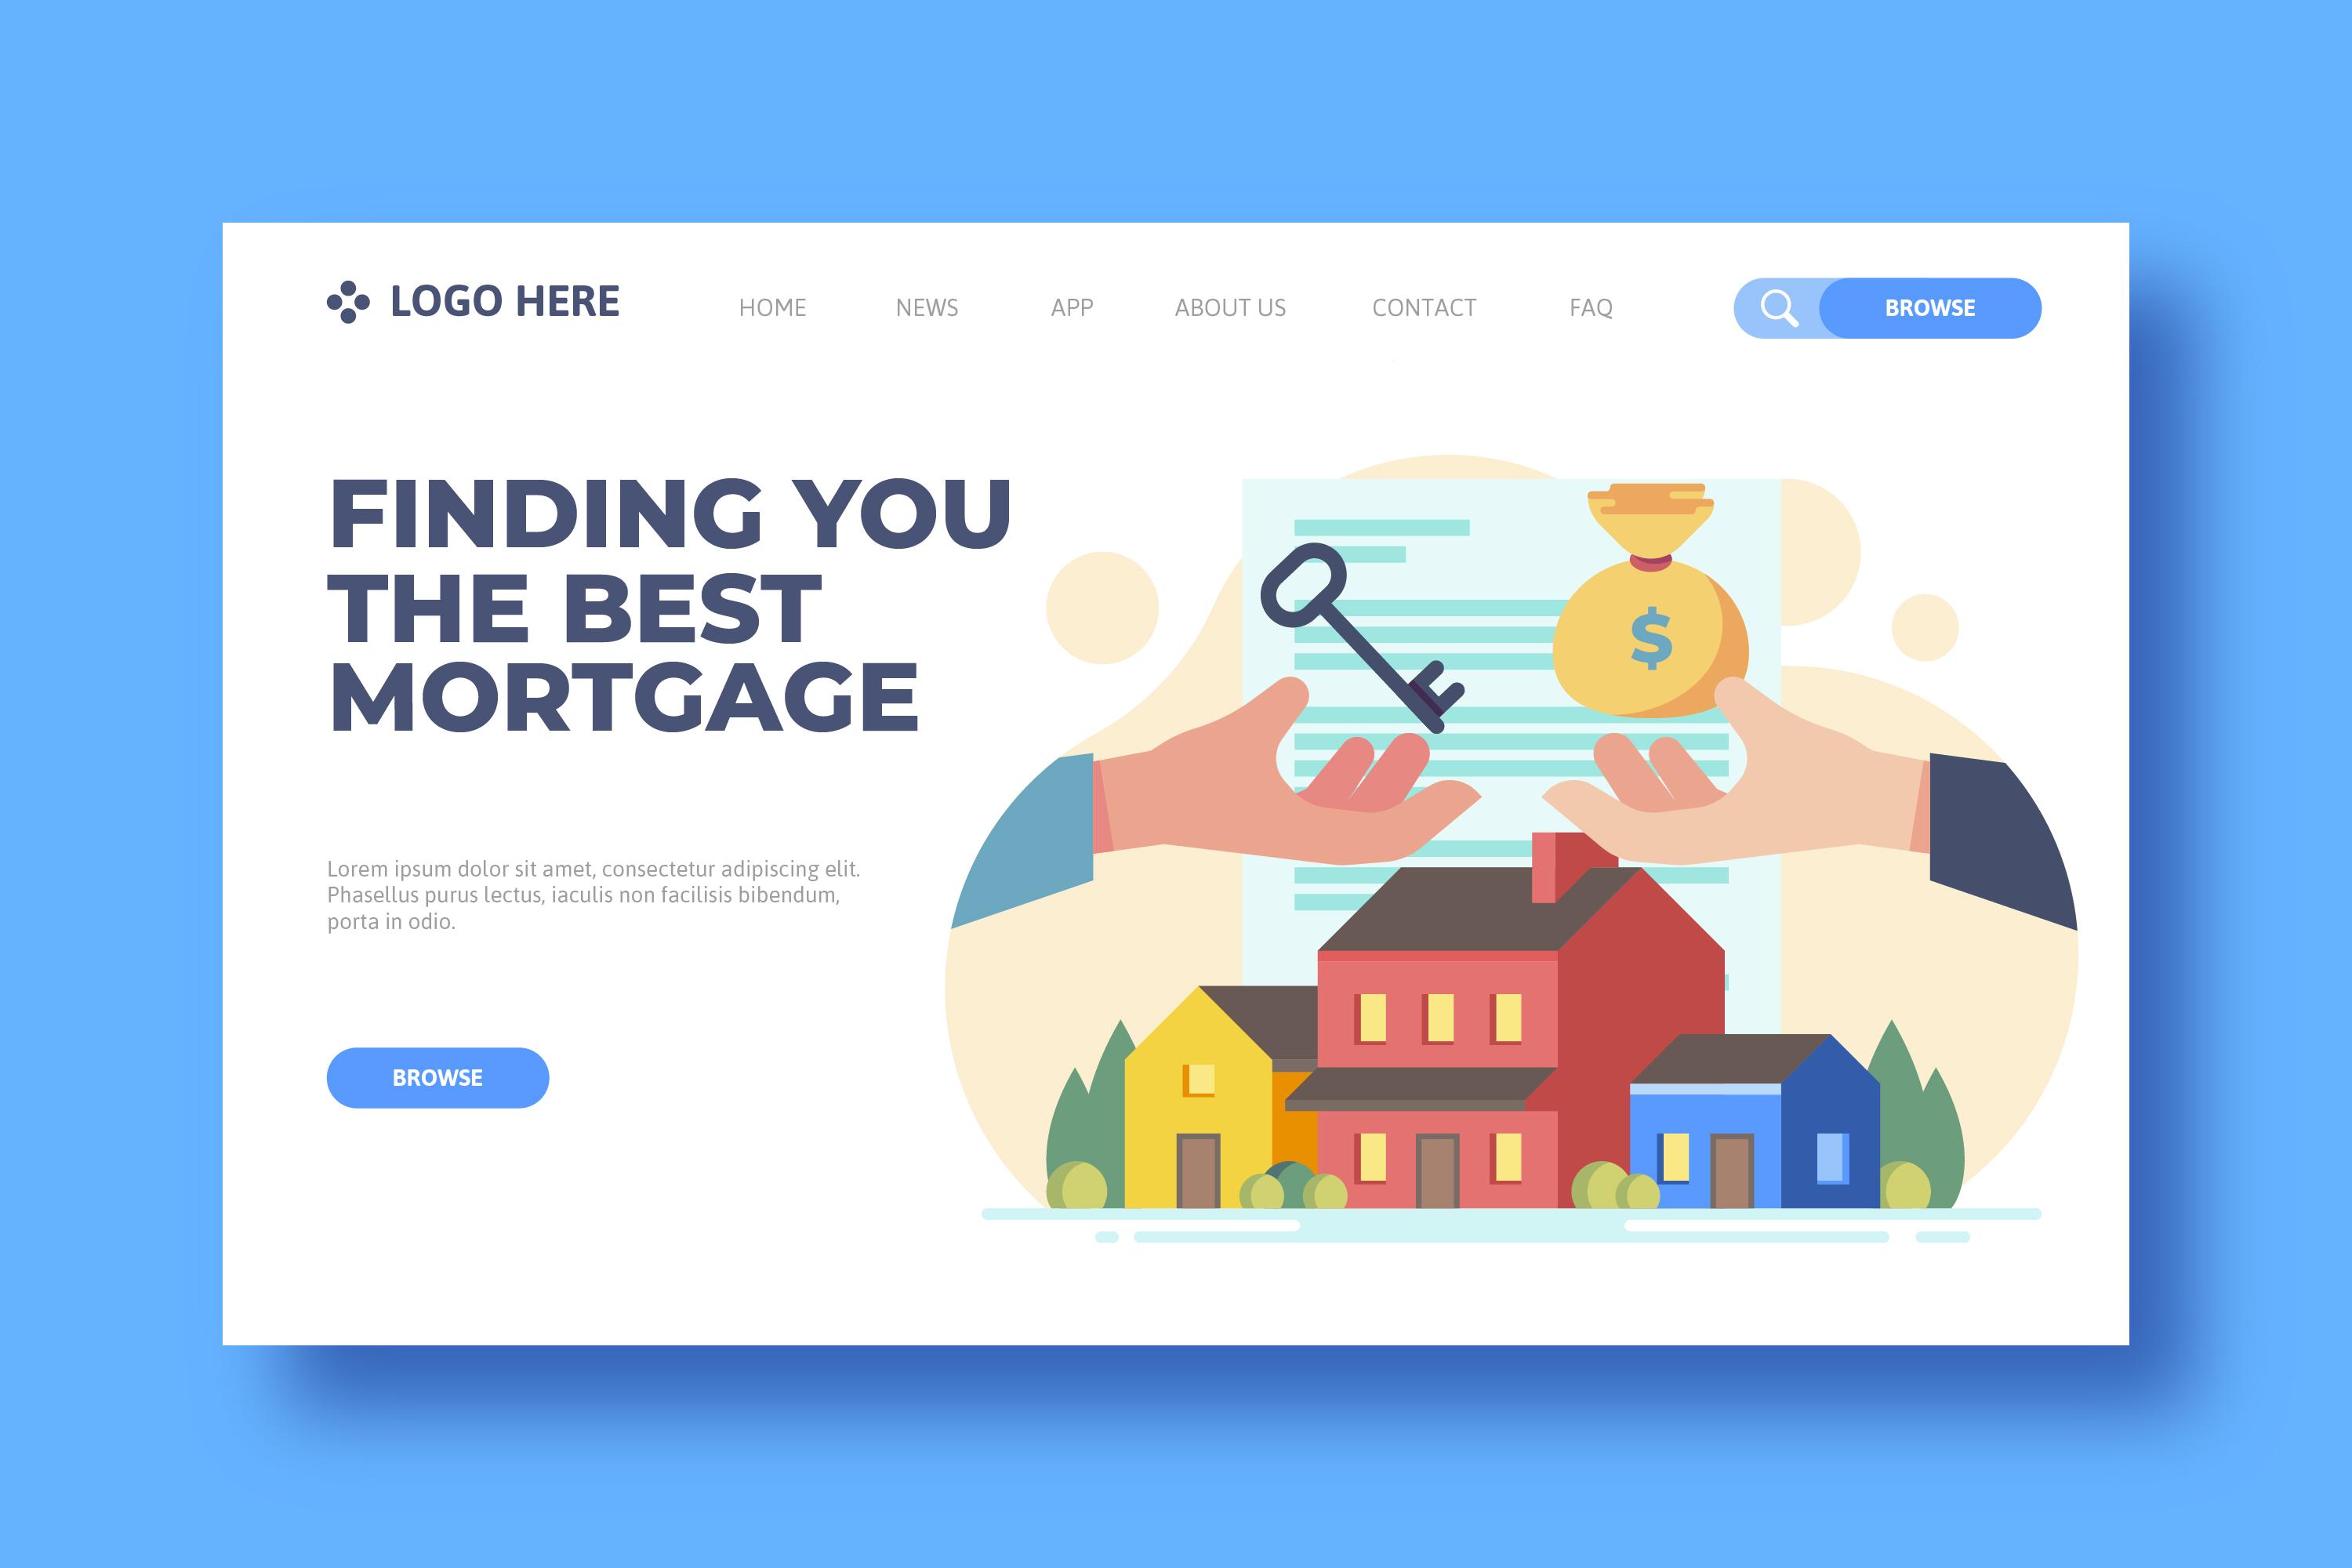 LOGO HERE
HOME NEWS APP ABOUT US CONTACT FAQ BROWSE
FINDING YOU
THE BEST
MORTGAGE
$
Lorem ipsum dolor sit amet, consectetur adipiscing elit.
Phasellus purus lectus, iaculis non facilisis bibendum,
porta in odio.
BROWSE